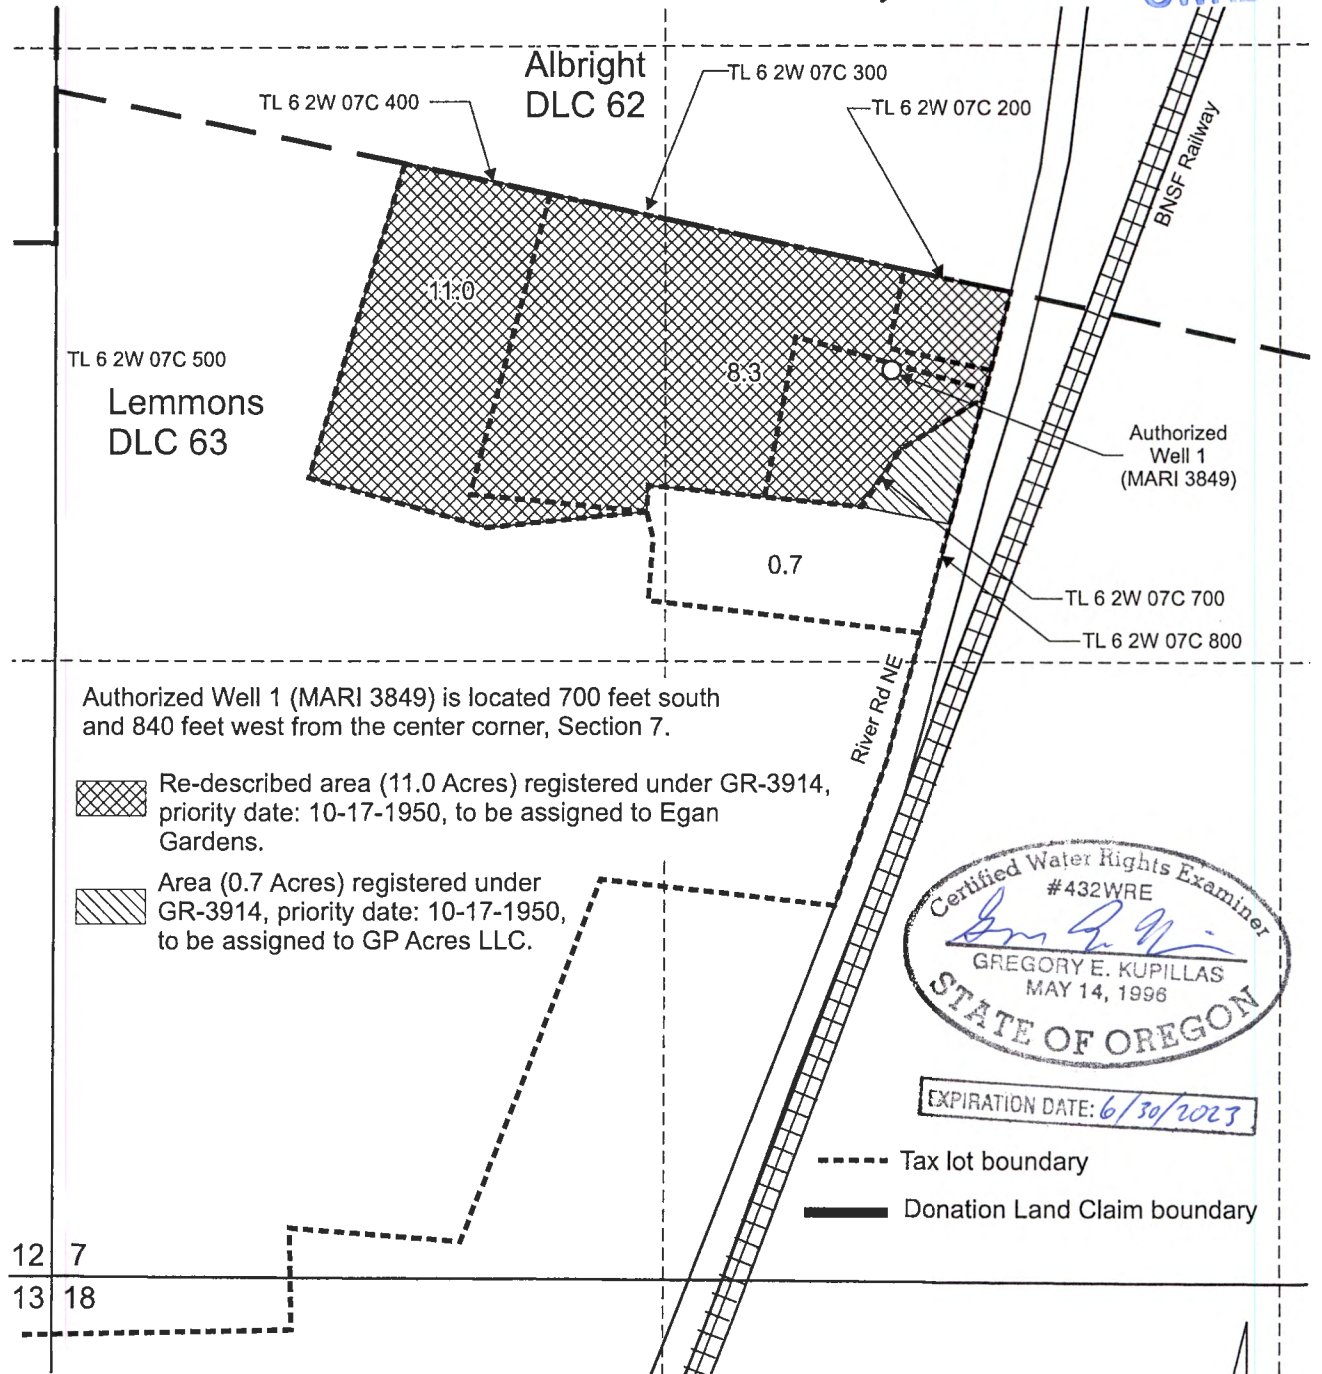 Albright
DLC 62
TL 6 2W 07C 300
TL 6 2W 07C 400
TL 6 2W 07C 200
BNSF Railway
11.0
8.3
TL 6 2W 07C 500
Lemmons
DLC 63
Authorized
Well 1
(MARI 3849)
0.7
TL 6 2W 07C 700
TL 6 2W 07C 800
River Rd NE
Authorized Well 1 (MARI 3849) is located 700 feet south
and 840 feet west from the center corner, Section 7.
Re-described area (11.0 Acres) registered under GR-3914,
priority date: 10-17-1950, to be assigned to Egan
Gardens.
Area (0.7 Acres) registered under
GR-3914, priority date: 10-17-1950,
to be assigned to GP Acres LLC.
Certified Water Rights Examiner
#432WRE
GREGORY E. KUPILLAS
MAY 14, 1996
STATE OF OREGON
EXPIRATION DATE: 6/30/2023
Tax lot boundary
Donation Land Claim boundary
12 7
13 18